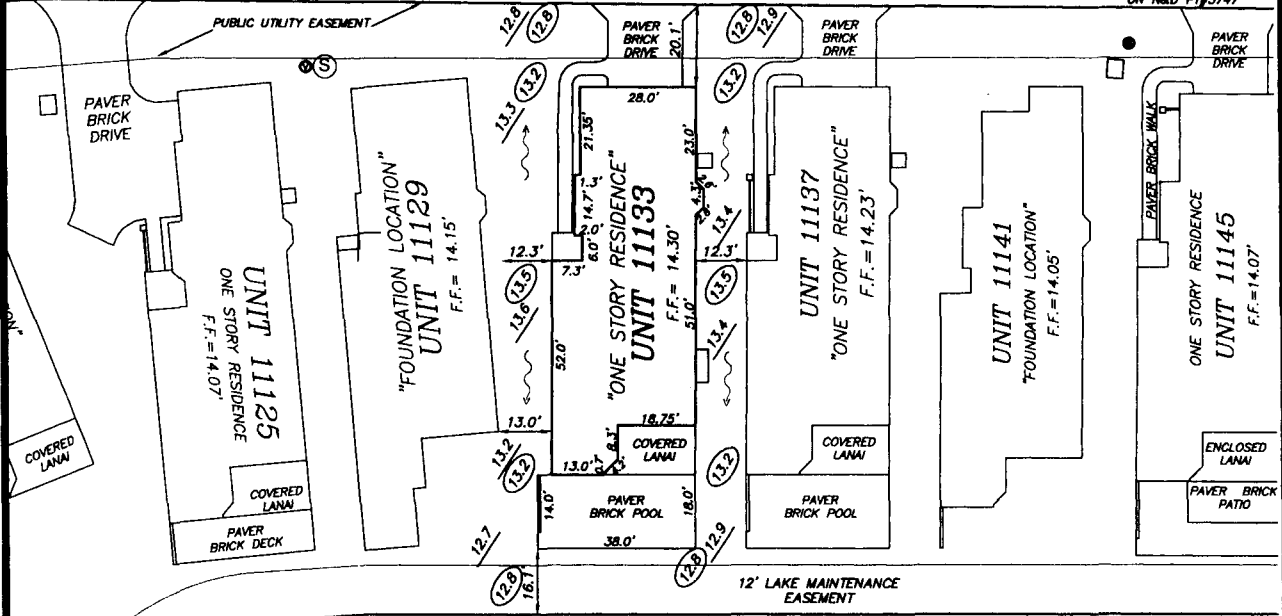 PUBLIC UTILITY EASEMENT
12.8
12.8
PAVER
BRICK
DRIVE
20.1'
12.8
12.9
PAVER
BRICK
DRIVE
PAVER
BRICK
DRIVE
S
PAVER
BRICK
DRIVE
13.3
13.2
28.0'
13.2
21.35'
23.0'
1.3'
14.7'
2.0'
6.0'
7.3'
4.3'
2.8'
13.4
12.3'
12.3'
13.5
13.6
13.5
13.4
52.0'
51.0'
UNIT 11125
ONE STORY RESIDENCE
F.F.=14.07'
"FOUNDATION LOCATION"
UNIT 11129
F.F.= 14.15'
"ONE STORY RESIDENCE"
UNIT 11133
F.F.= 14.30'
UNIT 11137
"ONE STORY RESIDENCE"
F.F.=14.23'
UNIT 11141
"FOUNDATION LOCATION"
F.F.=14.05'
PAVER BRICK WALK
ONE STORY RESIDENCE
UNIT 11145
F.F.=14.07'
COVERED
LANAI
COVERED
LANAI
PAVER
BRICK DECK
13.0'
13.2
13.2
18.75'
8.3'
COVERED
LANAI
13.0'
13.2
COVERED
LANAI
ENCLOSED
LANAI
PAVER BRICK
PATIO
14.0'
PAVER
BRICK POOL
18.0'
38.0'
PAVER
BRICK POOL
12.7
12.8
16.1'
12.8
12.9
12' LAKE MAINTENANCE
EASEMENT